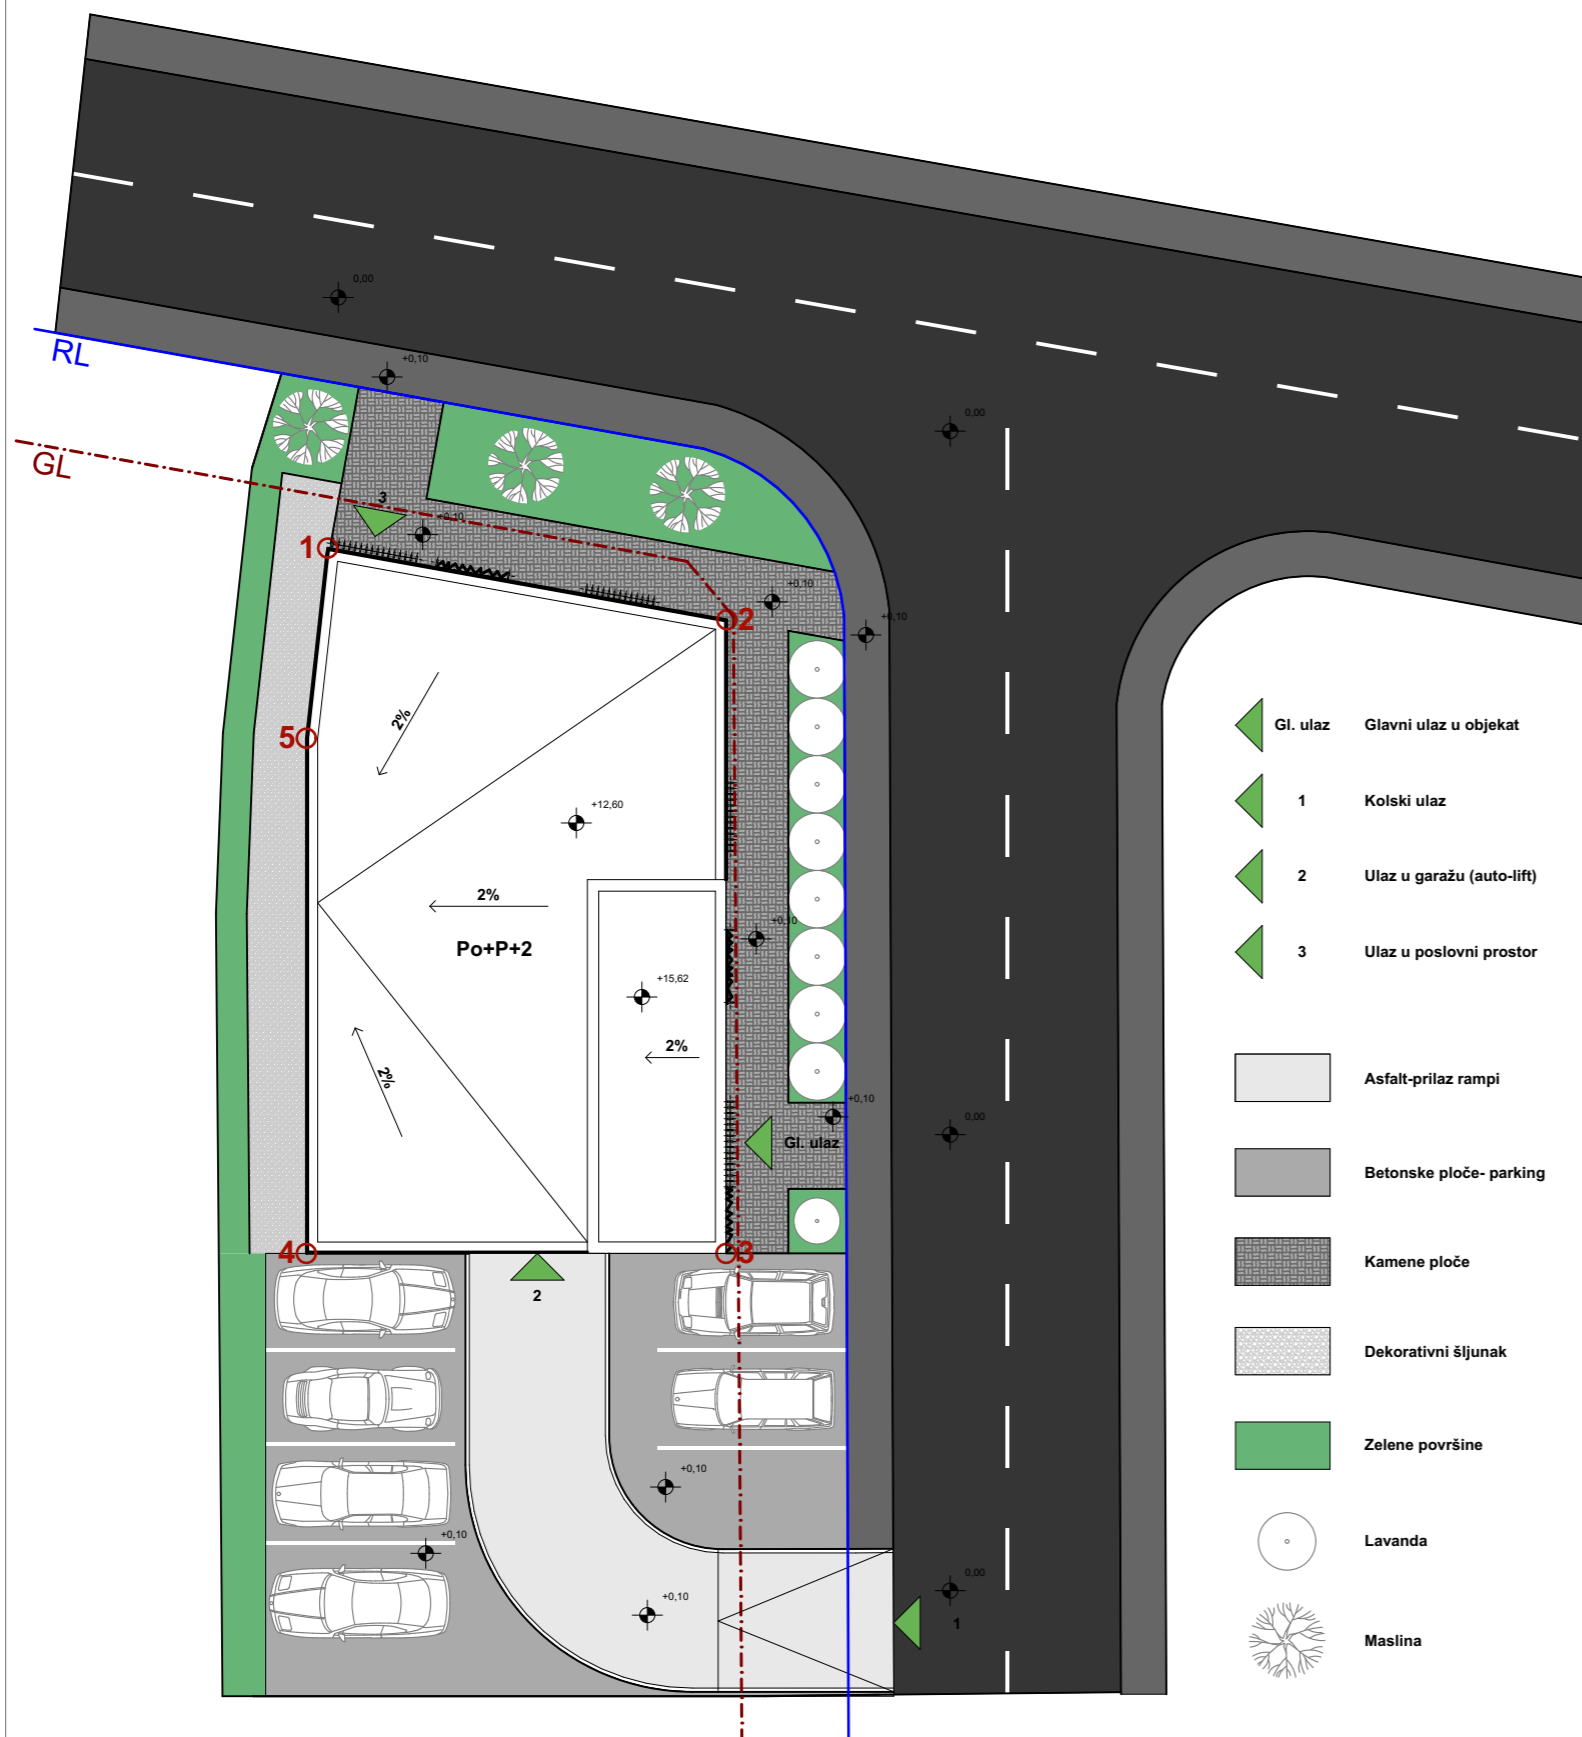 0,00
RL
+0,10
0,00
GL
3
+0,10
1
+0,10
2
+0,10
2%
5
Gl. ulaz Glavni ulaz u objekat
+12,60
1 Kolski ulaz
2%
2 Ulaz u garažu (auto-lift)
+0,10
Po+P+2
3 Ulaz u poslovni prostor
+15,62
2%
2%
Asfalt-prilaz rampi
+0,10
0,00
Gl. ulaz
Betonske ploče- parking
4
3
Kamene ploče
2
Dekorativni šljunak
Zelene površine
+0,10
+0,10
Lavanda
0,00
+0,10
1
Maslina